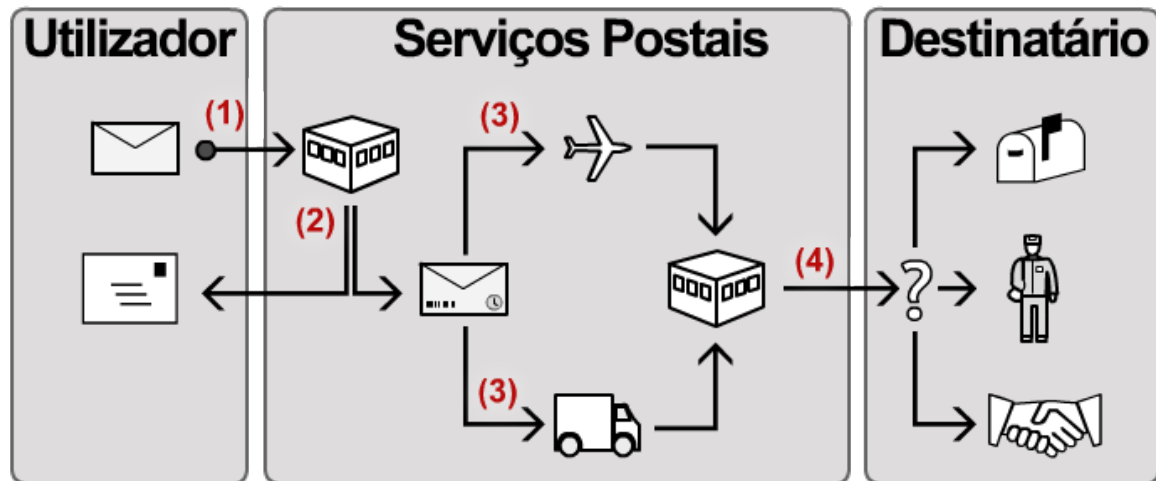 Utilizador
Serviços Postais
Destinatário
(1)
(2)
(3)
(3)
(4)
?